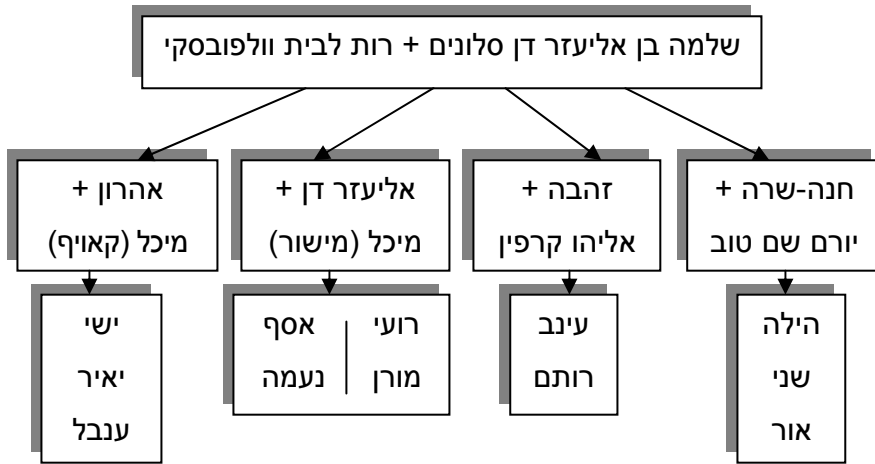 שלמה בן אליעזר דן סלונים + רות לבית וולפובסקי
חנה-שרה +
יורם שם טוב
זהבה +
אליהו קרפין
אליעזר דן +
מיכל (מישור)
אהרון +
מיכל (קאויף)
הילה
שני
אור
עינב
רותם
רועי | אסף
מורן | נעמה
ישי
יאיר
ענבל